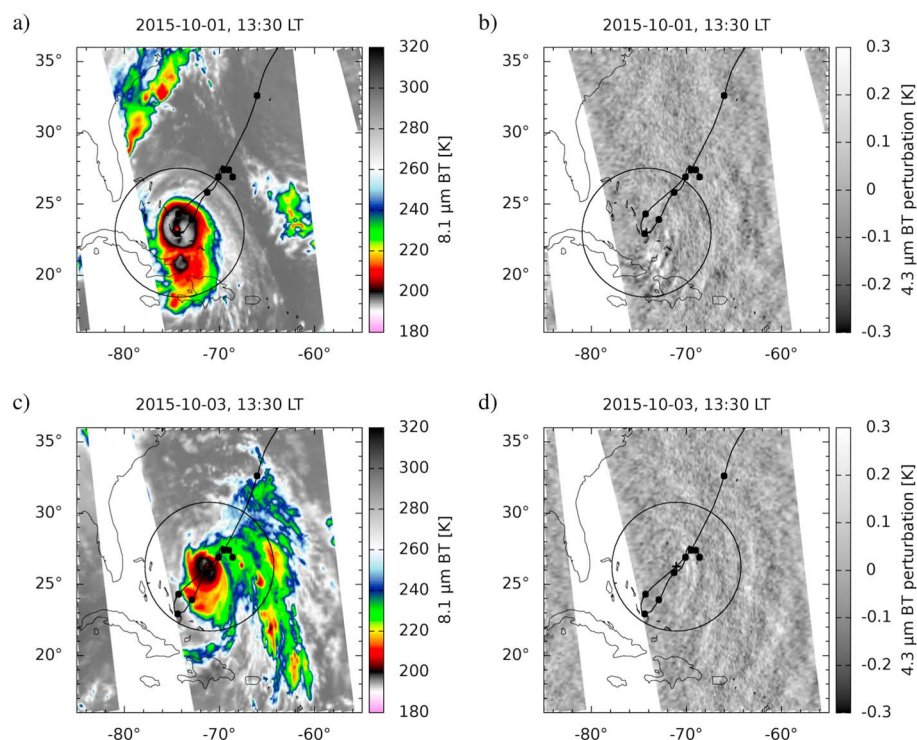 a)
2015-10-01, 13:30 LT
35°
30°
25°
20°
-80° -70° -60°
320
300
280
260
240
220
200
180
8.1 µm BT [K]
b)
2015-10-01, 13:30 LT
35°
30°
25°
20°
-80° -70° -60°
0.3
0.2
0.1
0
-0.1
-0.2
-0.3
4.3 µm BT perturbation [K]
c)
2015-10-03, 13:30 LT
35°
30°
25°
20°
-80° -70° -60°
320
300
280
260
240
220
200
180
8.1 µm BT [K]
d)
2015-10-03, 13:30 LT
35°
30°
25°
20°
-80° -70° -60°
0.3
0.2
0.1
0
-0.1
-0.2
-0.3
4.3 µm BT perturbation [K]